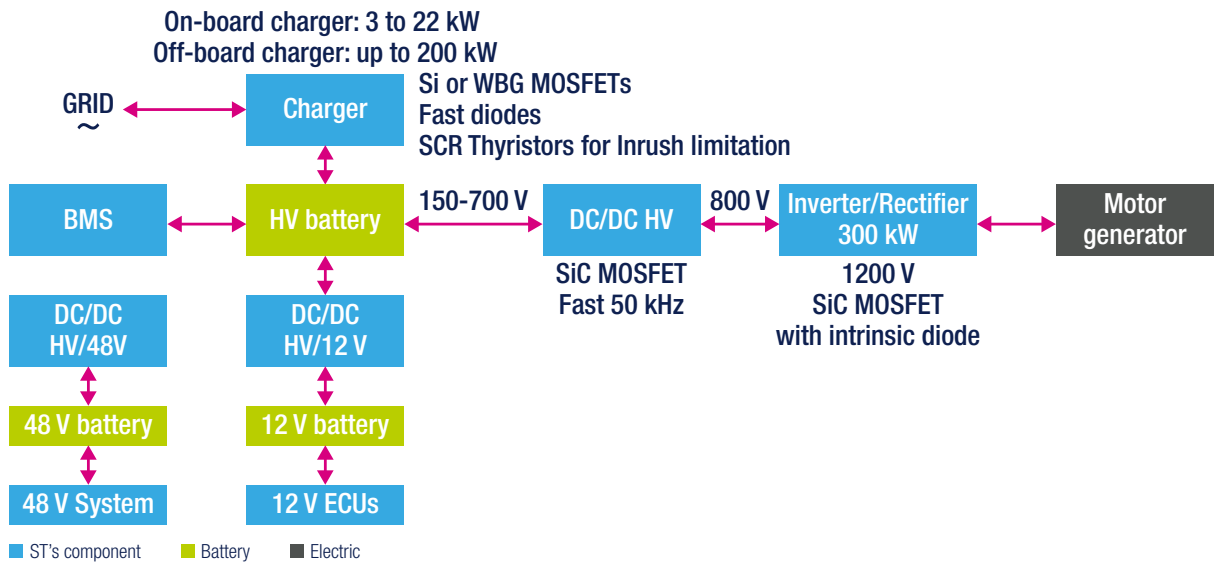 On-board charger: 3 to 22 kW
Off-board charger: up to 200 kW
GRID
~
Charger
Si or WBG MOSFETs
Fast diodes
SCR Thyristors for Inrush limitation
BMS
HV battery
150-700 V
DC/DC HV
800 V
Inverter/Rectifier
300 kW
Motor
generator
SiC MOSFET
Fast 50 kHz
1200 V
SiC MOSFET
with intrinsic diode
DC/DC
HV/48V
DC/DC
HV/12 V
48 V battery
12 V battery
48 V System
12 V ECUs
ST's component
Battery
Electric